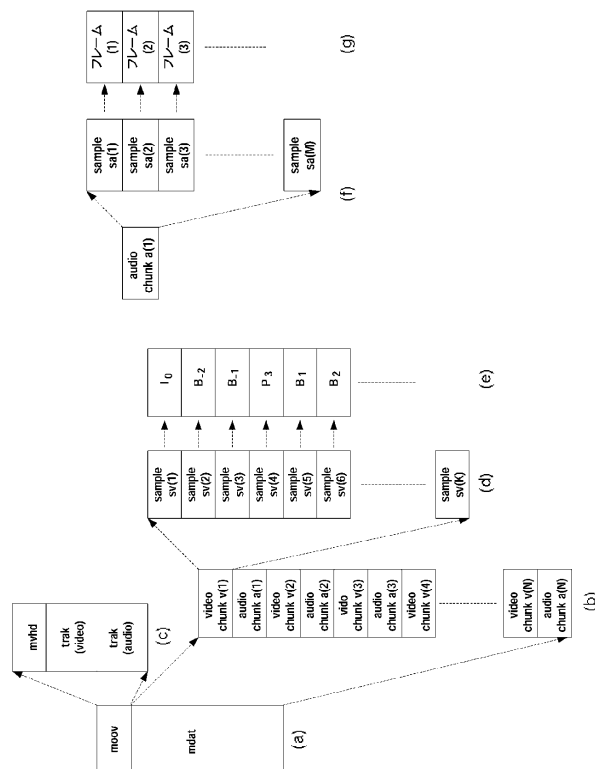 moov
mdat
(a)
mvhd
trak
(video)
trak
(audio)
(c)
video
chunk v(1)
audio
chunk a(1)
video
chunk v(2)
audio
chunk a(2)
vido
chunk v(3)
audio
chunk a(3)
video
chunk v(4)
video
chunk v(N)
audio
chunk a(N)
(b)
sample
sv(1)
sample
sv(2)
sample
sv(3)
sample
sv(4)
sample
sv(5)
sample
sv(6)
sample
sv(K)
(d)
I0
B-2
B-1
P3
B1
B2
(e)
audio
chunk a(1)
sample
sa(1)
sample
sa(2)
sample
sa(3)
sample
sa(M)
(f)
フレーム
(1)
フレーム
(2)
フレーム
(3)
(g)